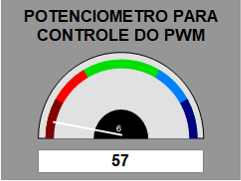 POTENCIOMETRO PARA
CONTROLE DO PWM
6
57